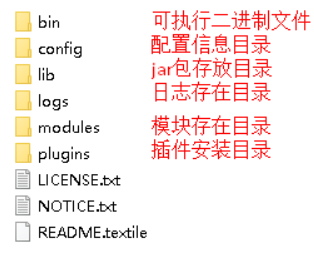 bin 可执行二进制文件
config 配置信息目录
lib jar包存放目录
logs 日志存在目录
modules 模块存在目录
plugins 插件安装目录
LICENSE.txt
NOTICE.txt
README.textile